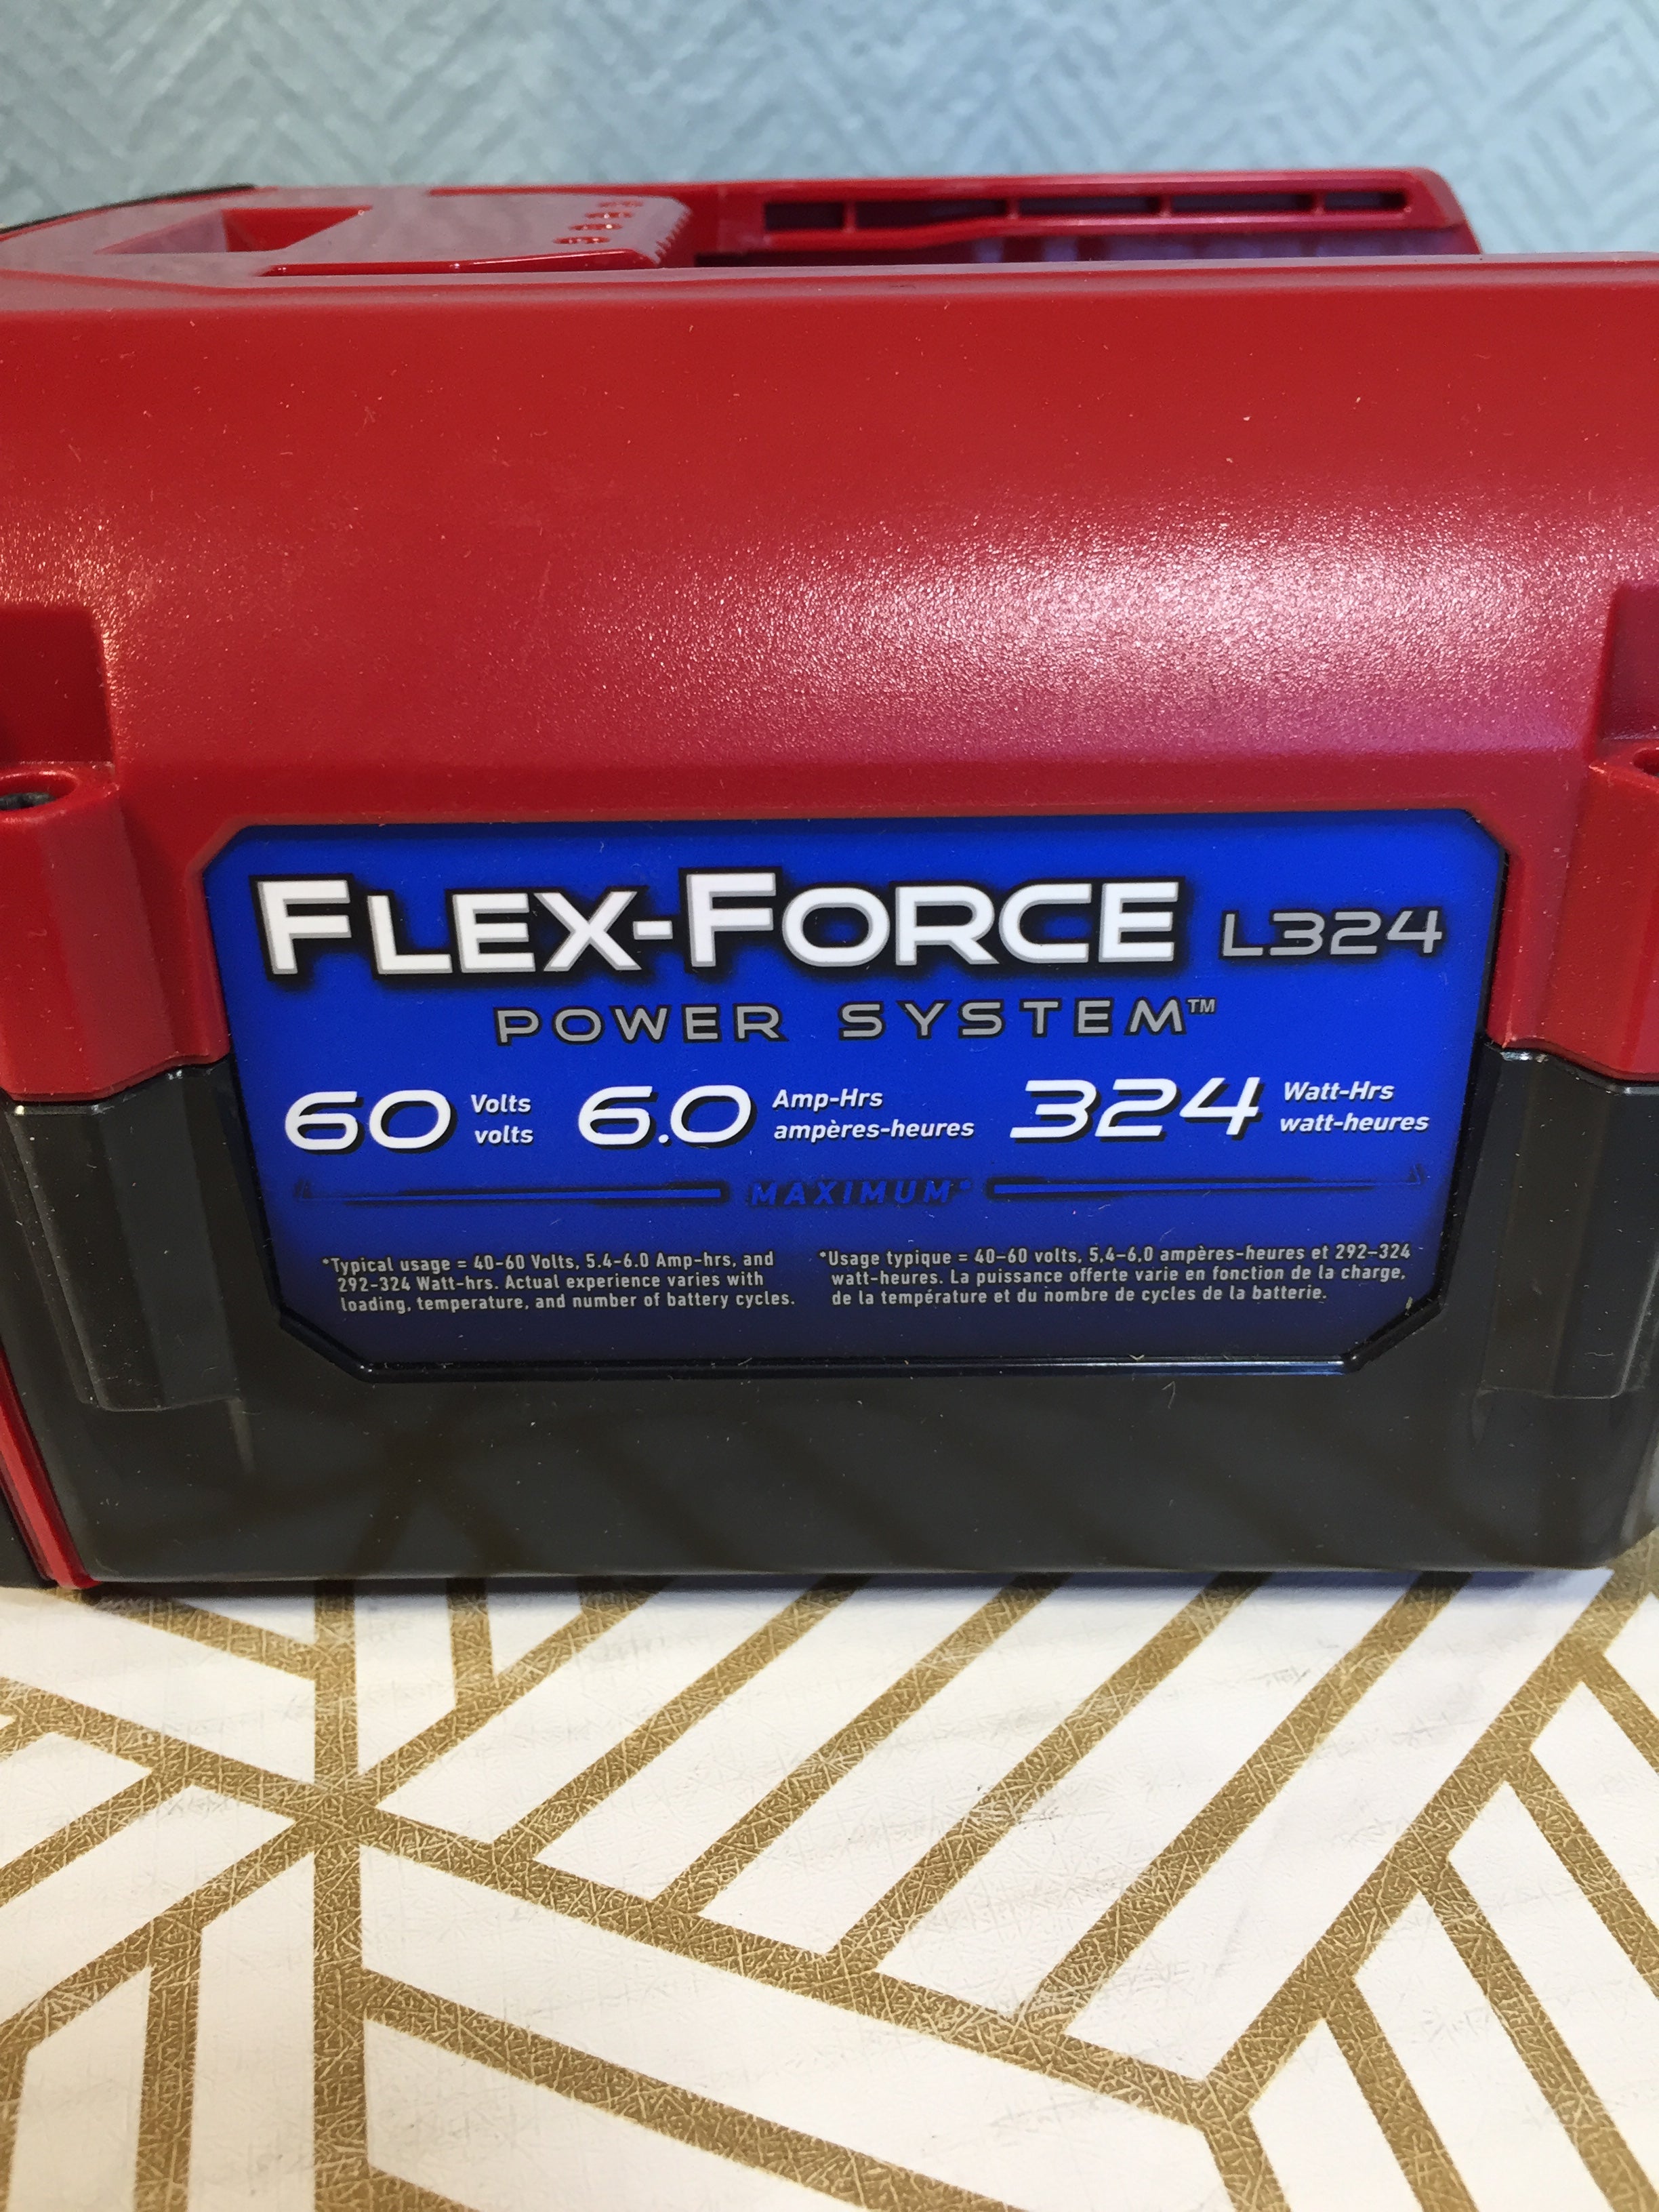 FLEX-FORCE L324
POWER SYSTEM™
60 Volts volts 6.0 Amp-Hrs ampères-heures 324 Watt-Hrs watt-heures
MAXIMUM*
*Typical usage = 40-60 Volts, 5.4-6.0 Amp-hrs, and
292-324 Watt-hrs. Actual experience varies with
loading, temperature, and number of battery cycles.
*Usage typique = 40-60 volts, 5,4-6,0 ampères-heures et 292-324
watt-heures. La puissance offerte varie en fonction de la charge,
de la température et du nombre de cycles de la batterie.